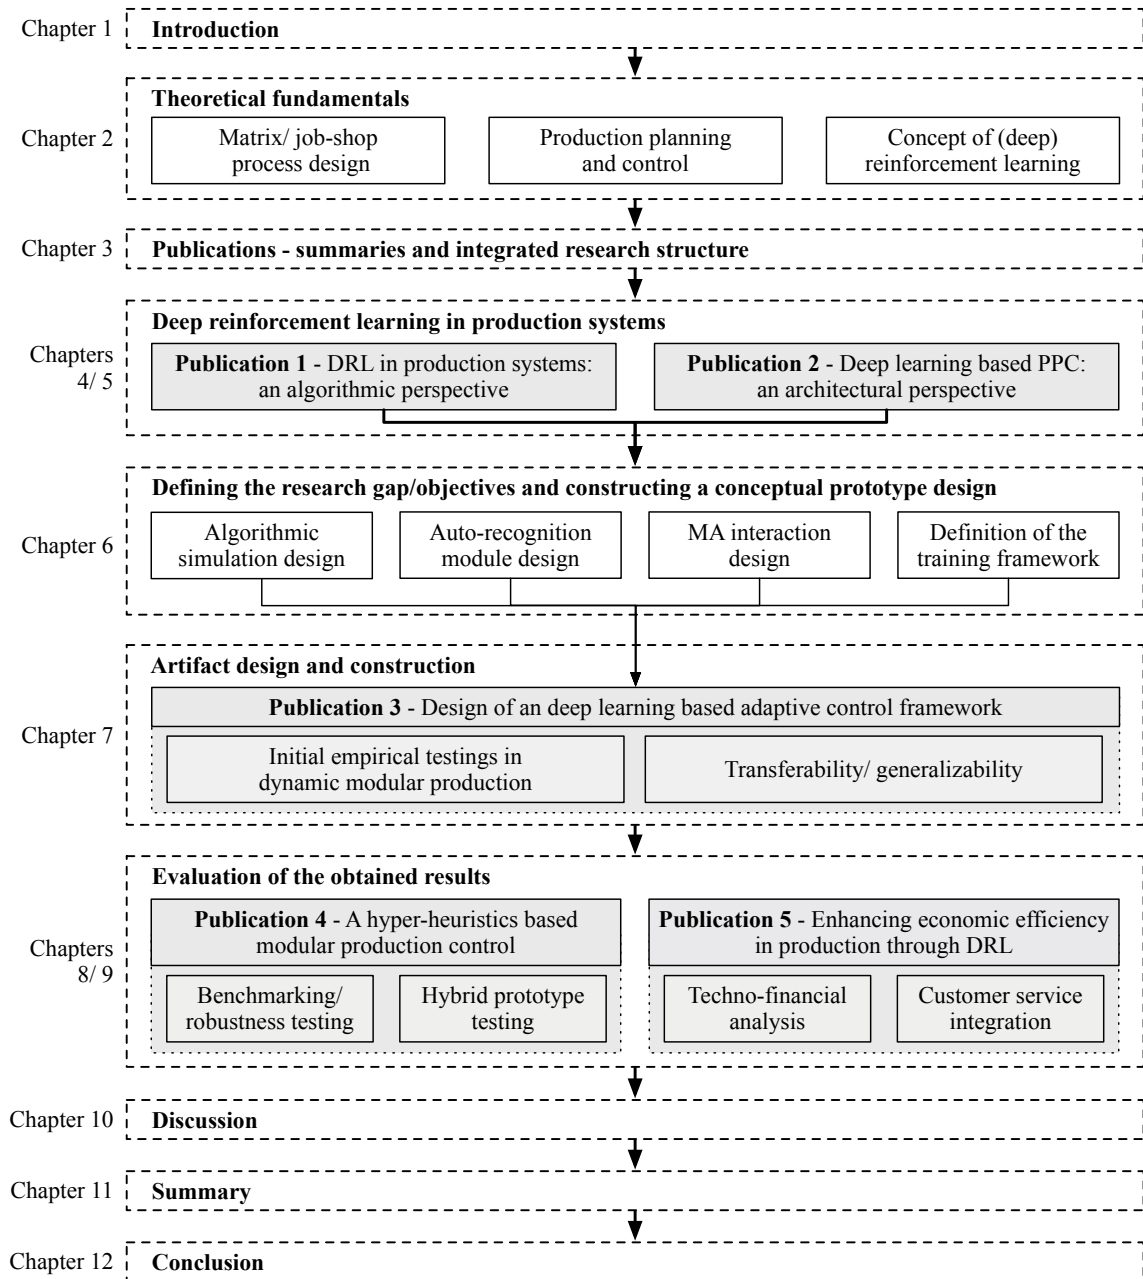 Chapter 1
Introduction
Chapter 2
Theoretical fundamentals
Matrix/ job-shop
process design
Production planning
and control
Concept of (deep)
reinforcement learning
Chapter 3
Publications - summaries and integrated research structure
Chapters
4/ 5
Deep reinforcement learning in production systems
Publication 1 - DRL in production systems:
an algorithmic perspective
Publication 2 - Deep learning based PPC:
an architectural perspective
Chapter 6
Defining the research gap/objectives and constructing a conceptual prototype design
Algorithmic
simulation design
Auto-recognition
module design
MA interaction
design
Definition of the
training framework
Chapter 7
Artifact design and construction
Publication 3 - Design of an deep learning based adaptive control framework
Initial empirical testings in
dynamic modular production
Transferability/ generalizability
Chapters
8/ 9
Evaluation of the obtained results
Publication 4 - A hyper-heuristics based
modular production control
Benchmarking/
robustness testing
Hybrid prototype
testing
Publication 5 - Enhancing economic efficiency
in production through DRL
Techno-financial
analysis
Customer service
integration
Chapter 10
Discussion
Chapter 11
Summary
Chapter 12
Conclusion